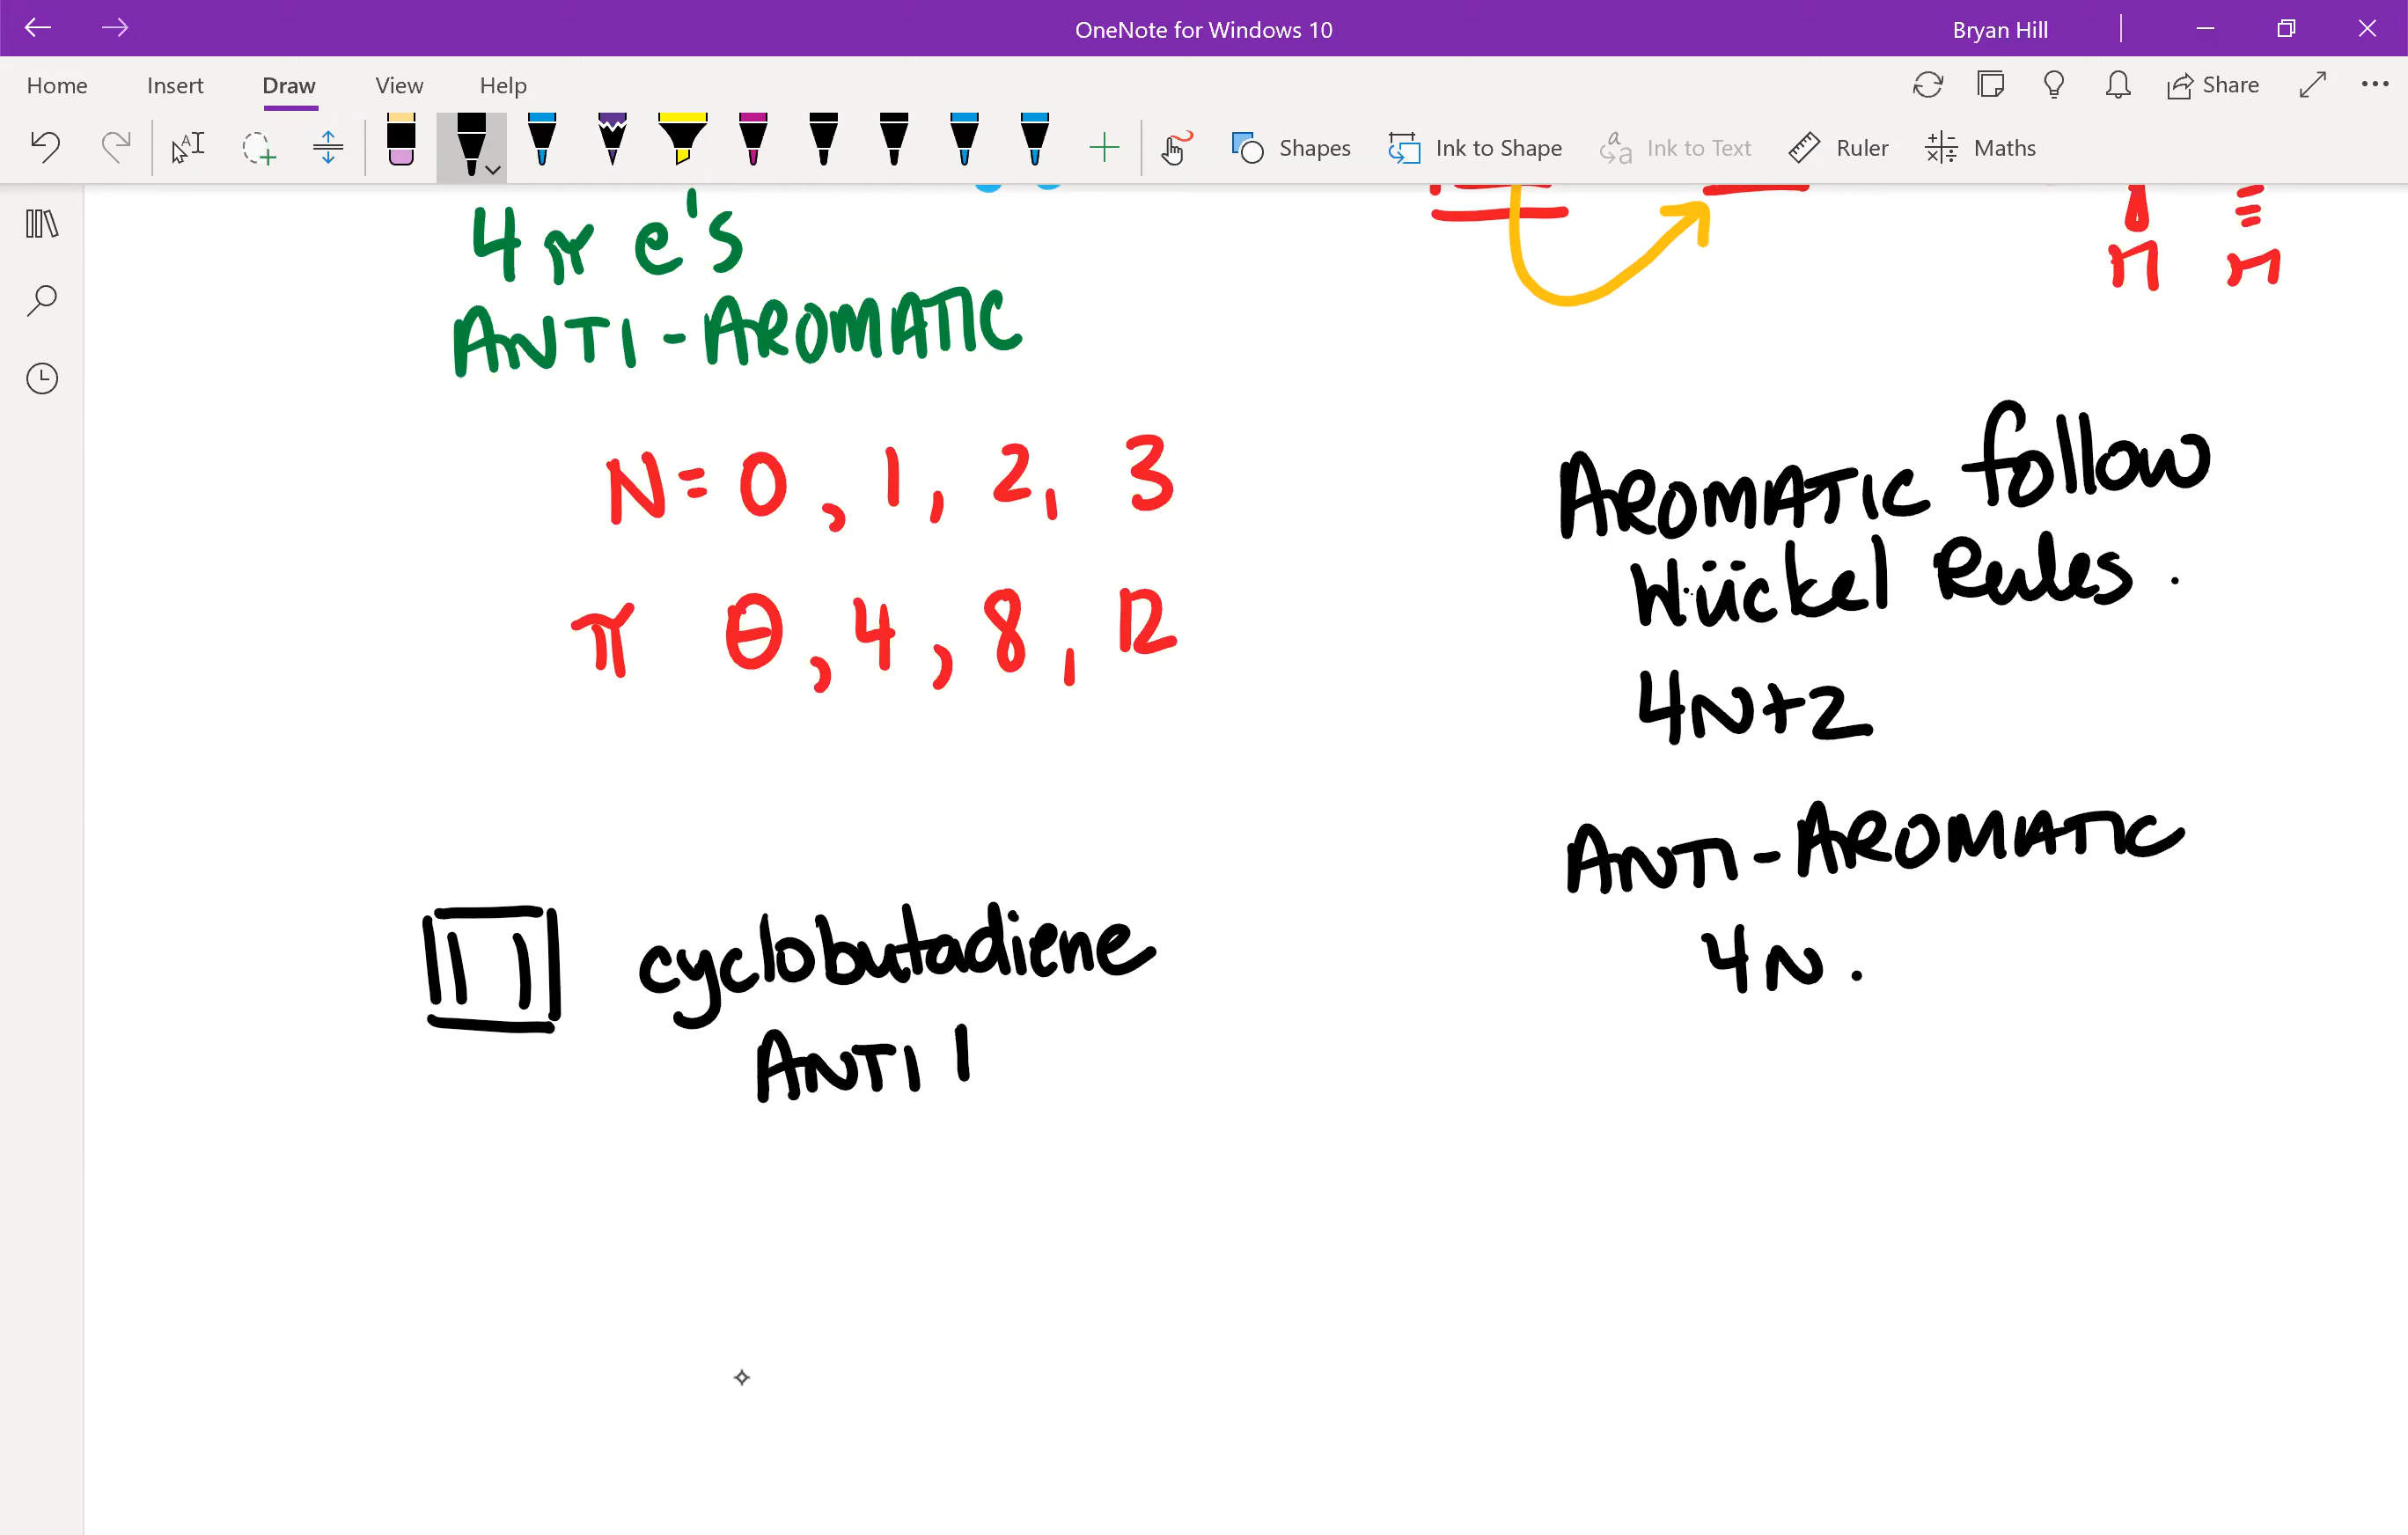 OneNote for Windows 10
Bryan Hill
Home Insert Draw View Help
Share
Shapes Ink to Shape Ink to Text Ruler Maths
4 π e's
ANTI-AROMATIC
N = 0, 1, 2, 3
π 0, 4, 8, 12
cyclobutadiene
ANTI
AROMATIC follow
Hückel Rules.
4N+2
ANTI-AROMATIC
4N.